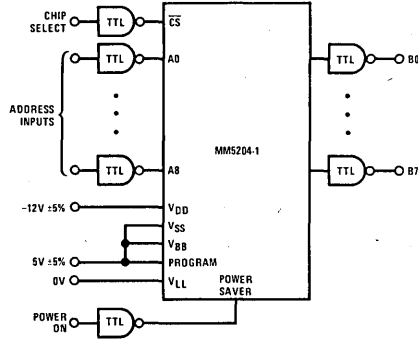 CHIP
SELECT
TTL
CS
TTL
A0
TTL
B0
ADDRESS
INPUTS
MM5204-1
TTL
A8
TTL
B7
-12V ±5%
VDD
VSS
VBB
5V ±5%
PROGRAM
0V
VLL
POWER
SAVER
POWER
ON
TTL